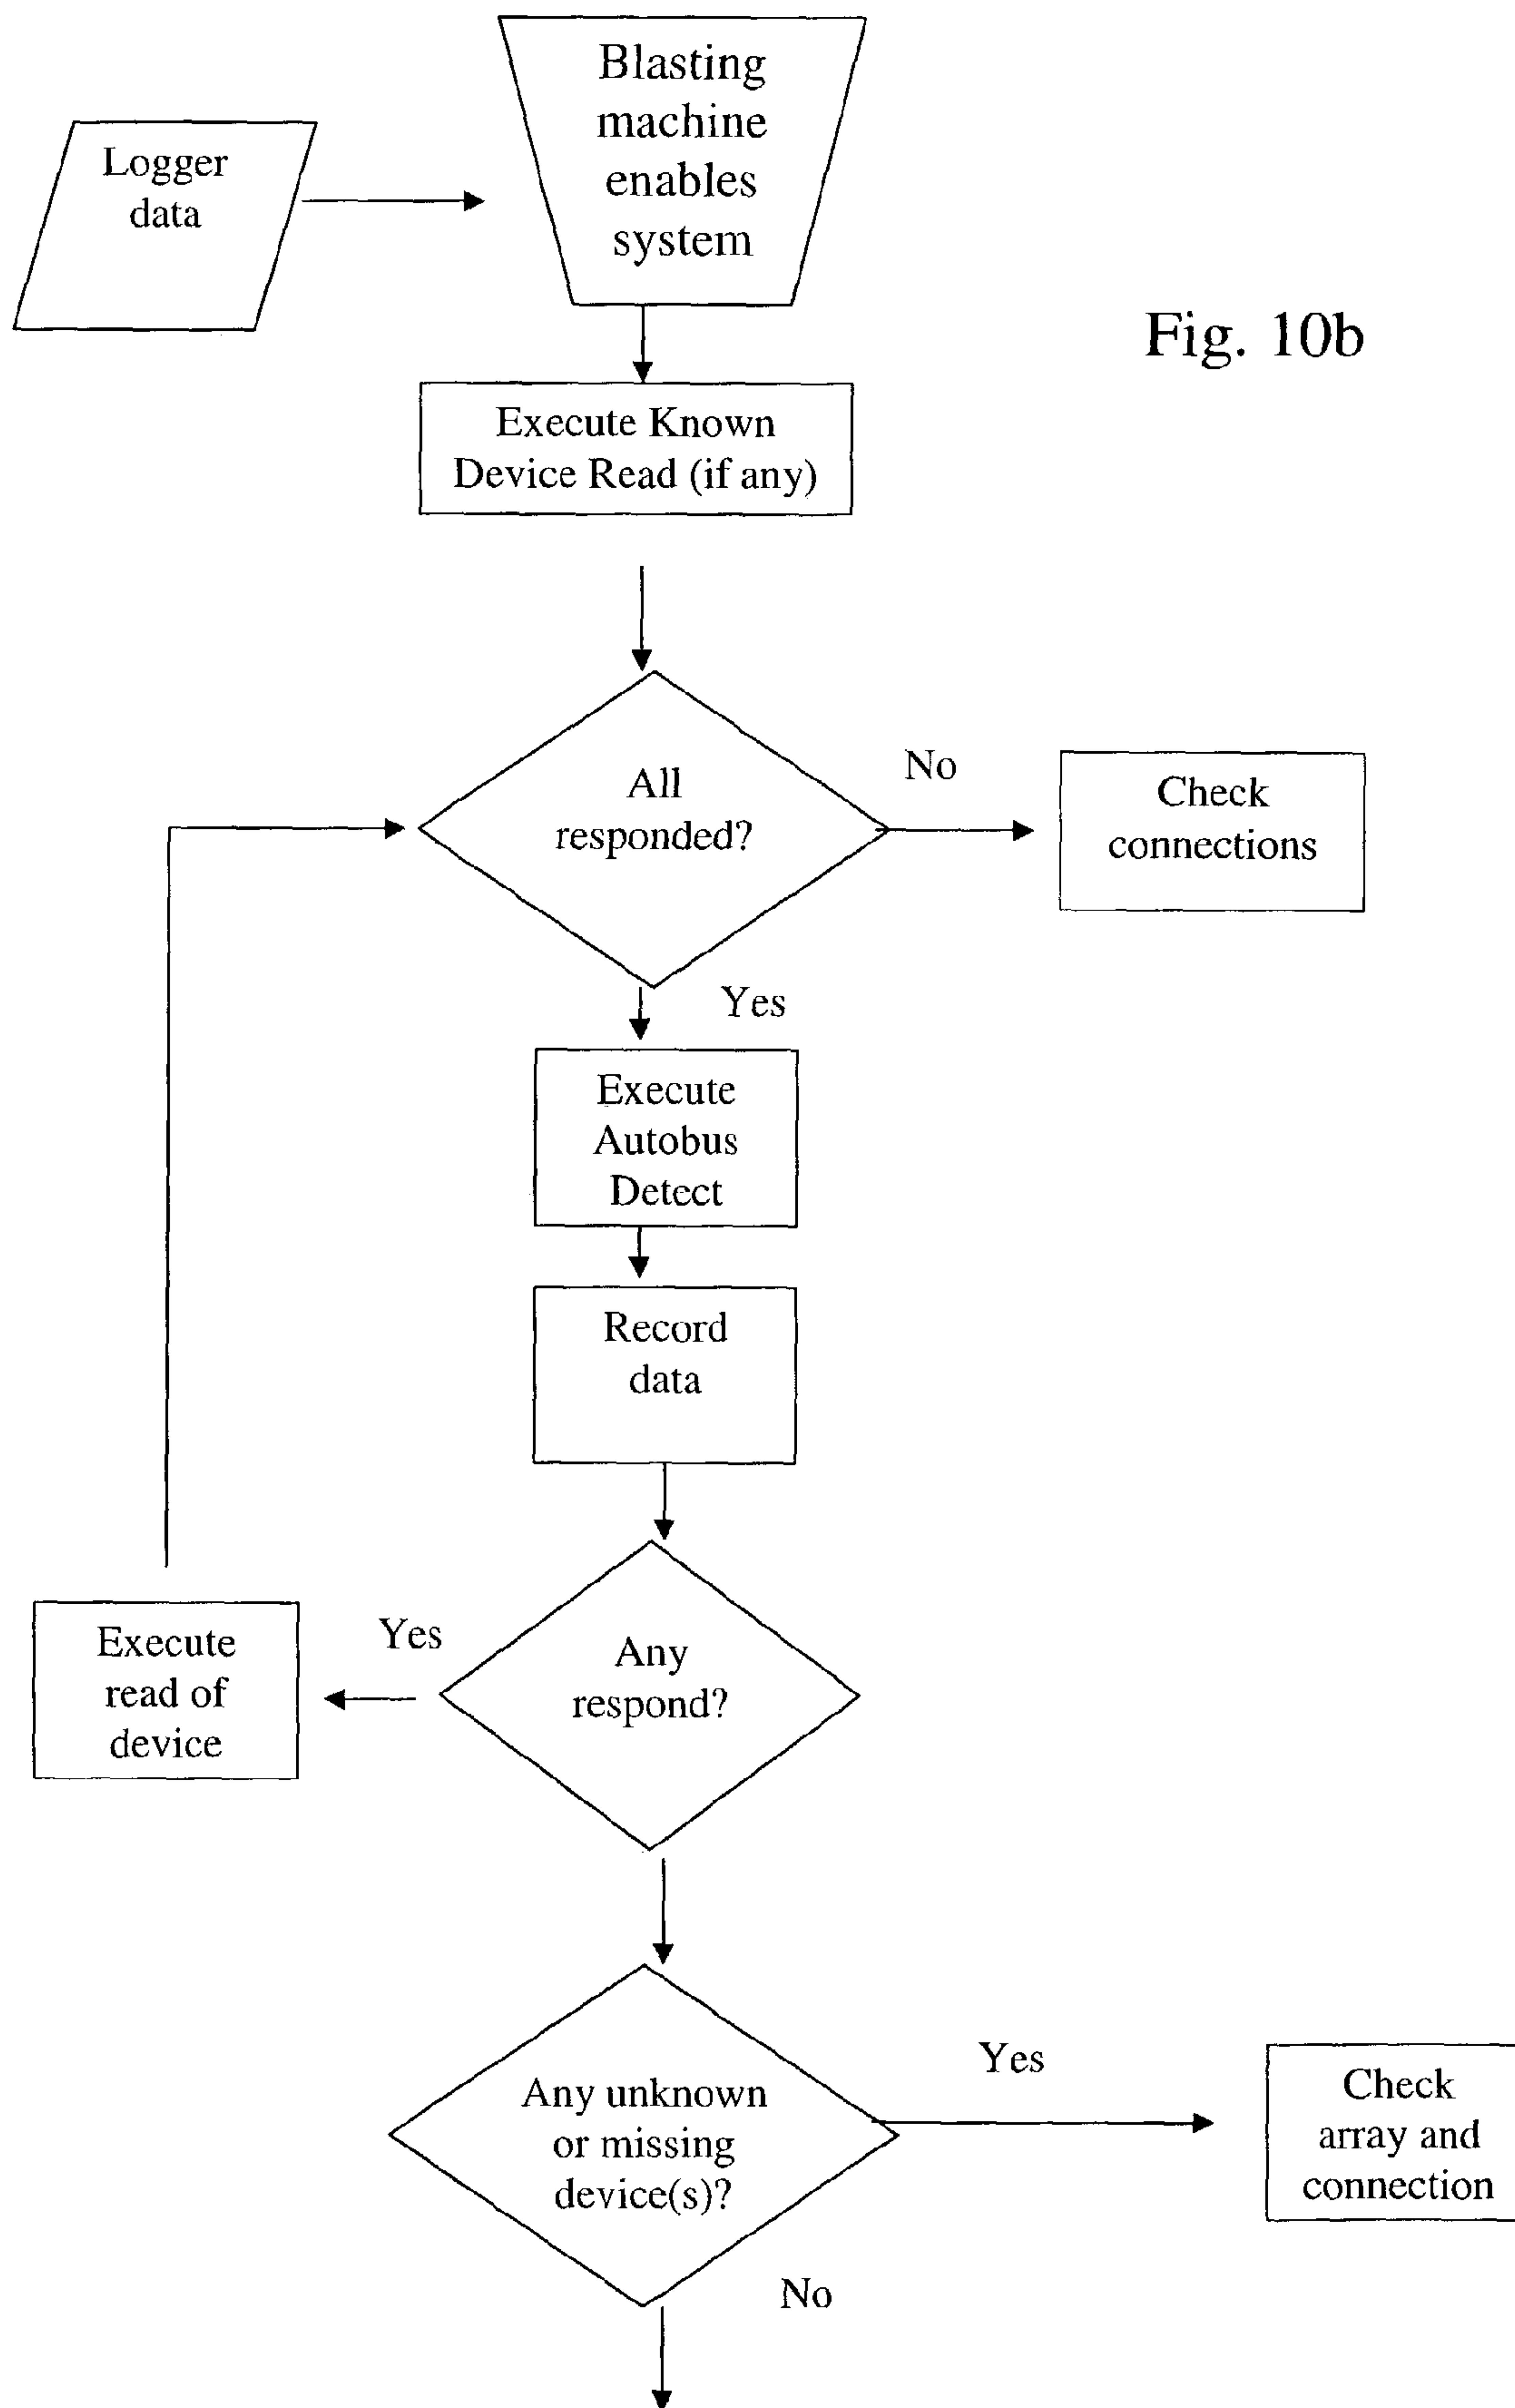 Blasting
machine
enables
system
Logger
data
Fig. 10b
Execute Known
Device Read (if any)
All
responded?
No
Check
connections
Yes
Execute
Autobus
Detect
Record
data
Any
respond?
Yes
Execute
read of
device
Any unknown
or missing
device(s)?
Yes
Check
array and
connection
No